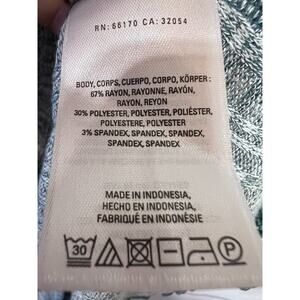 RN: 66170 CA: 32054
BODY, CORPS, CUERPO, CORPO, KÖRPER:
67% RAYON, RAYONNE, RAYÓN,
RAYON, REYON
30% POLYESTER, POLYESTER, POLIÉSTER,
POLYESTERE, POLYESTER
3% SPANDEX, SPANDEX, SPANDEX,
SPANDEX, SPANDEX
MADE IN INDONESIA,
HECHO EN INDONESIA,
FABRIQUÉ EN INDONÉSIE
30 P